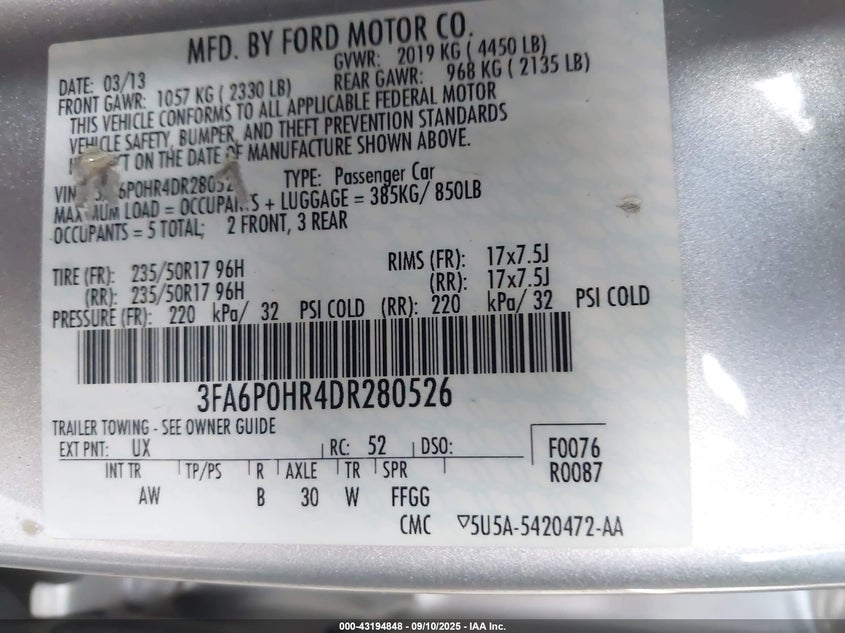 MFD. BY FORD MOTOR CO.
DATE: 03/13
GVWR: 2019 KG ( 4450 LB)
FRONT GAWR: 1057 KG ( 2330 LB)
REAR GAWR: 968 KG ( 2135 LB)
THIS VEHICLE CONFORMS TO ALL APPLICABLE FEDERAL MOTOR
VEHICLE SAFETY, BUMPER, AND THEFT PREVENTION STANDARDS
ON THE DATE OF MANUFACTURE SHOWN ABOVE.
VIN 6P0HR4DR28052 TYPE: Passenger Car
MAXIMUM LOAD = OCCUPANTS + LUGGAGE = 385KG/ 850LB
OCCUPANTS = 5 TOTAL; 2 FRONT, 3 REAR
TIRE (FR): 235/50R17 96H RIMS (FR): 17x7.5J
(RR): 235/50R17 96H (RR): 17x7.5J
PRESSURE (FR): 220 kPa/ 32 PSI COLD (RR): 220 kPa/ 32 PSI COLD
3FA6P0HR4DR280526
TRAILER TOWING - SEE OWNER GUIDE
EXT PNT: UX RC: 52 DSO: F0076
INT TR TP/PS R AXLE TR SPR R0087
AW B 30 W FFGG
CMC ▽5U5A-5420472-AA
000-43194848 - 09/10/2025 - IAA Inc.